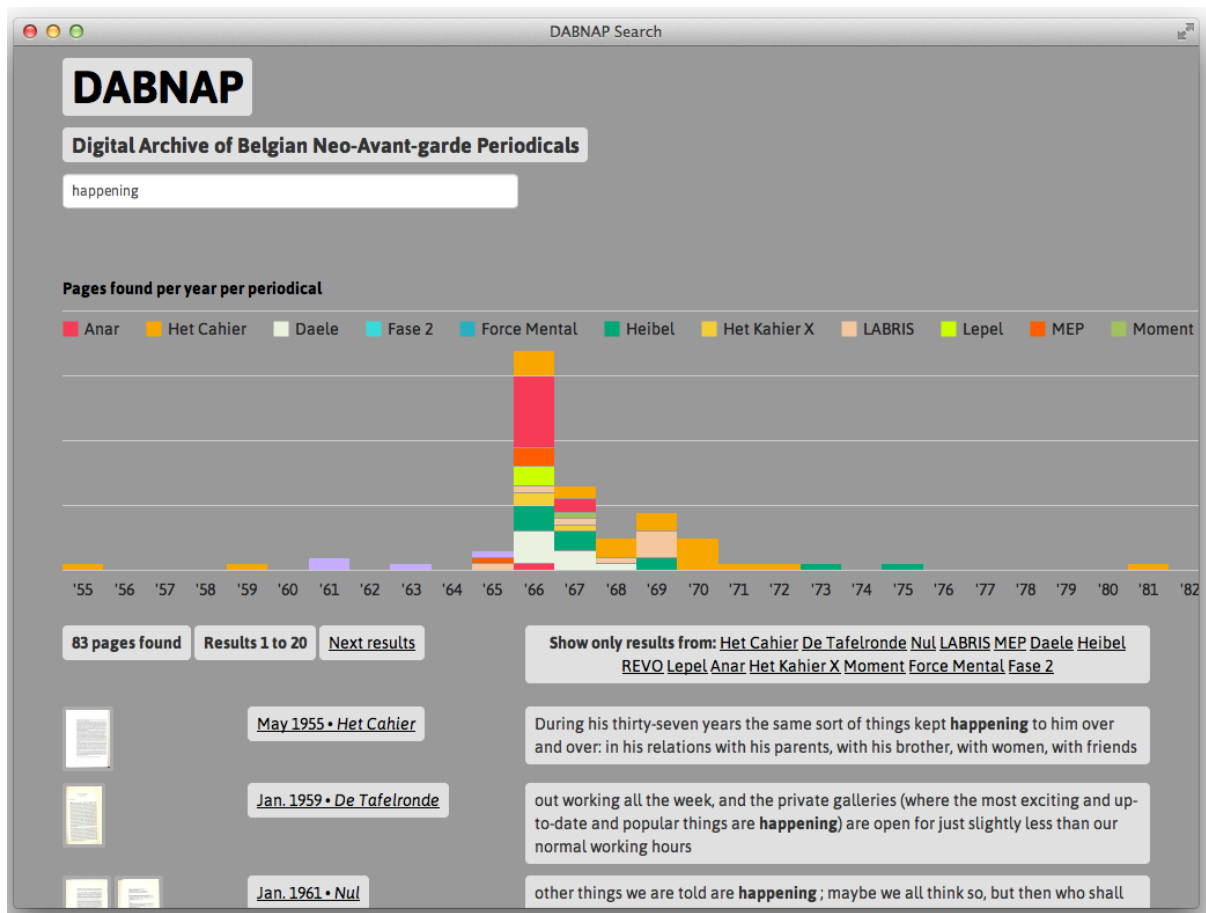 DABNAP Search
DABNAP
Digital Archive of Belgian Neo-Avant-garde Periodicals
happening
Pages found per year per periodical
Anar Het Cahier Daele Fase 2 Force Mental Heibel Het Kahier X LABRIS Lepel MEP Moment
'55 '56 '57 '58 '59 '60 '61 '62 '63 '64 '65 '66 '67 '68 '69 '70 '71 '72 '73 '74 '75 '76 '77 '78 '79 '80 '81 '82
83 pages found Results 1 to 20 Next results
Show only results from: Het Cahier De Tafelronde Nul LABRIS MEP Daele Heibel
REVO Lepel Anar Het Kahier X Moment Force Mental Fase 2
May 1955 • Het Cahier
During his thirty-seven years the same sort of things kept happening to him over
and over: in his relations with his parents, with his brother, with women, with friends
Jan. 1959 • De Tafelronde
out working all the week, and the private galleries (where the most exciting and up-
to-date and popular things are happening) are open for just slightly less than our
normal working hours
Jan. 1961 • Nul
other things we are told are happening ; maybe we all think so, but then who shall